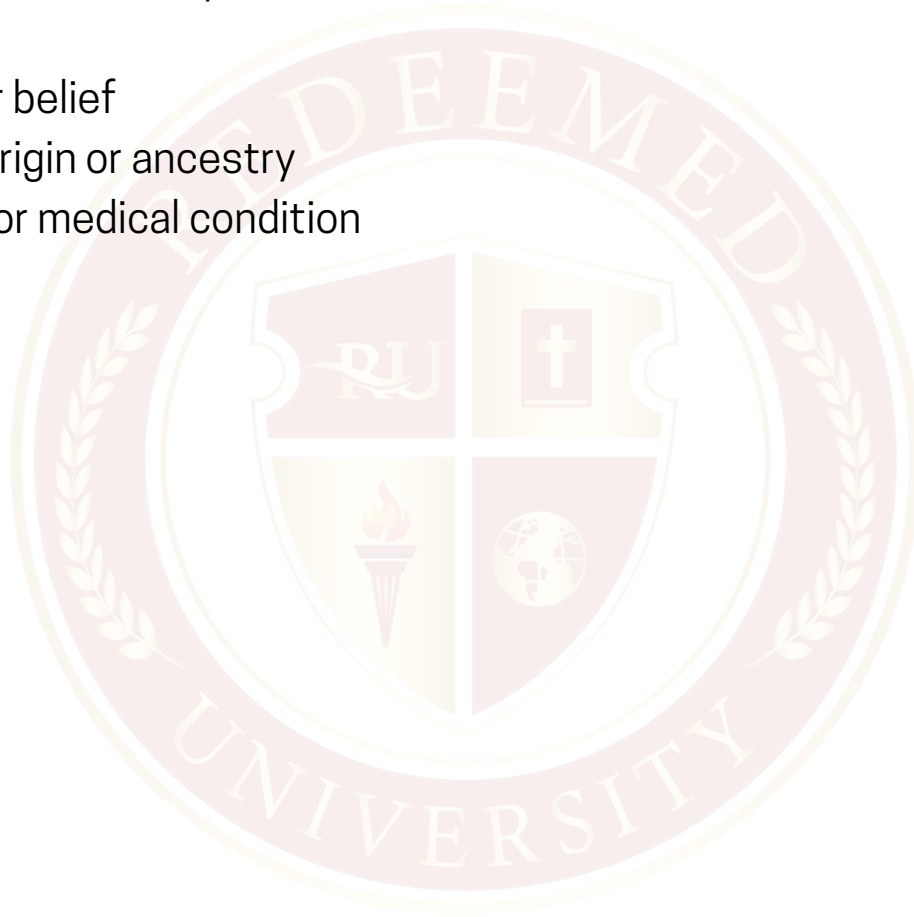 r belief
rigin or ancestry
or medical condition
REDEEMED
RU
UNIVERSITY